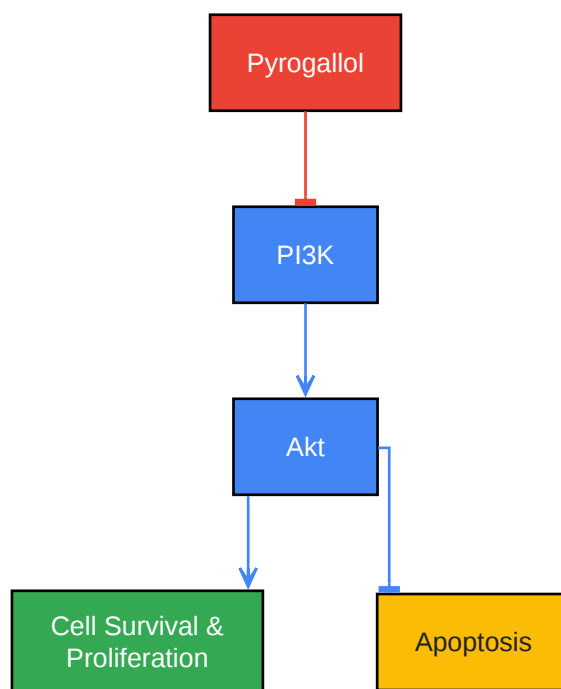 Pyrogallol
PI3K
Akt
Cell Survival &
Proliferation
Apoptosis